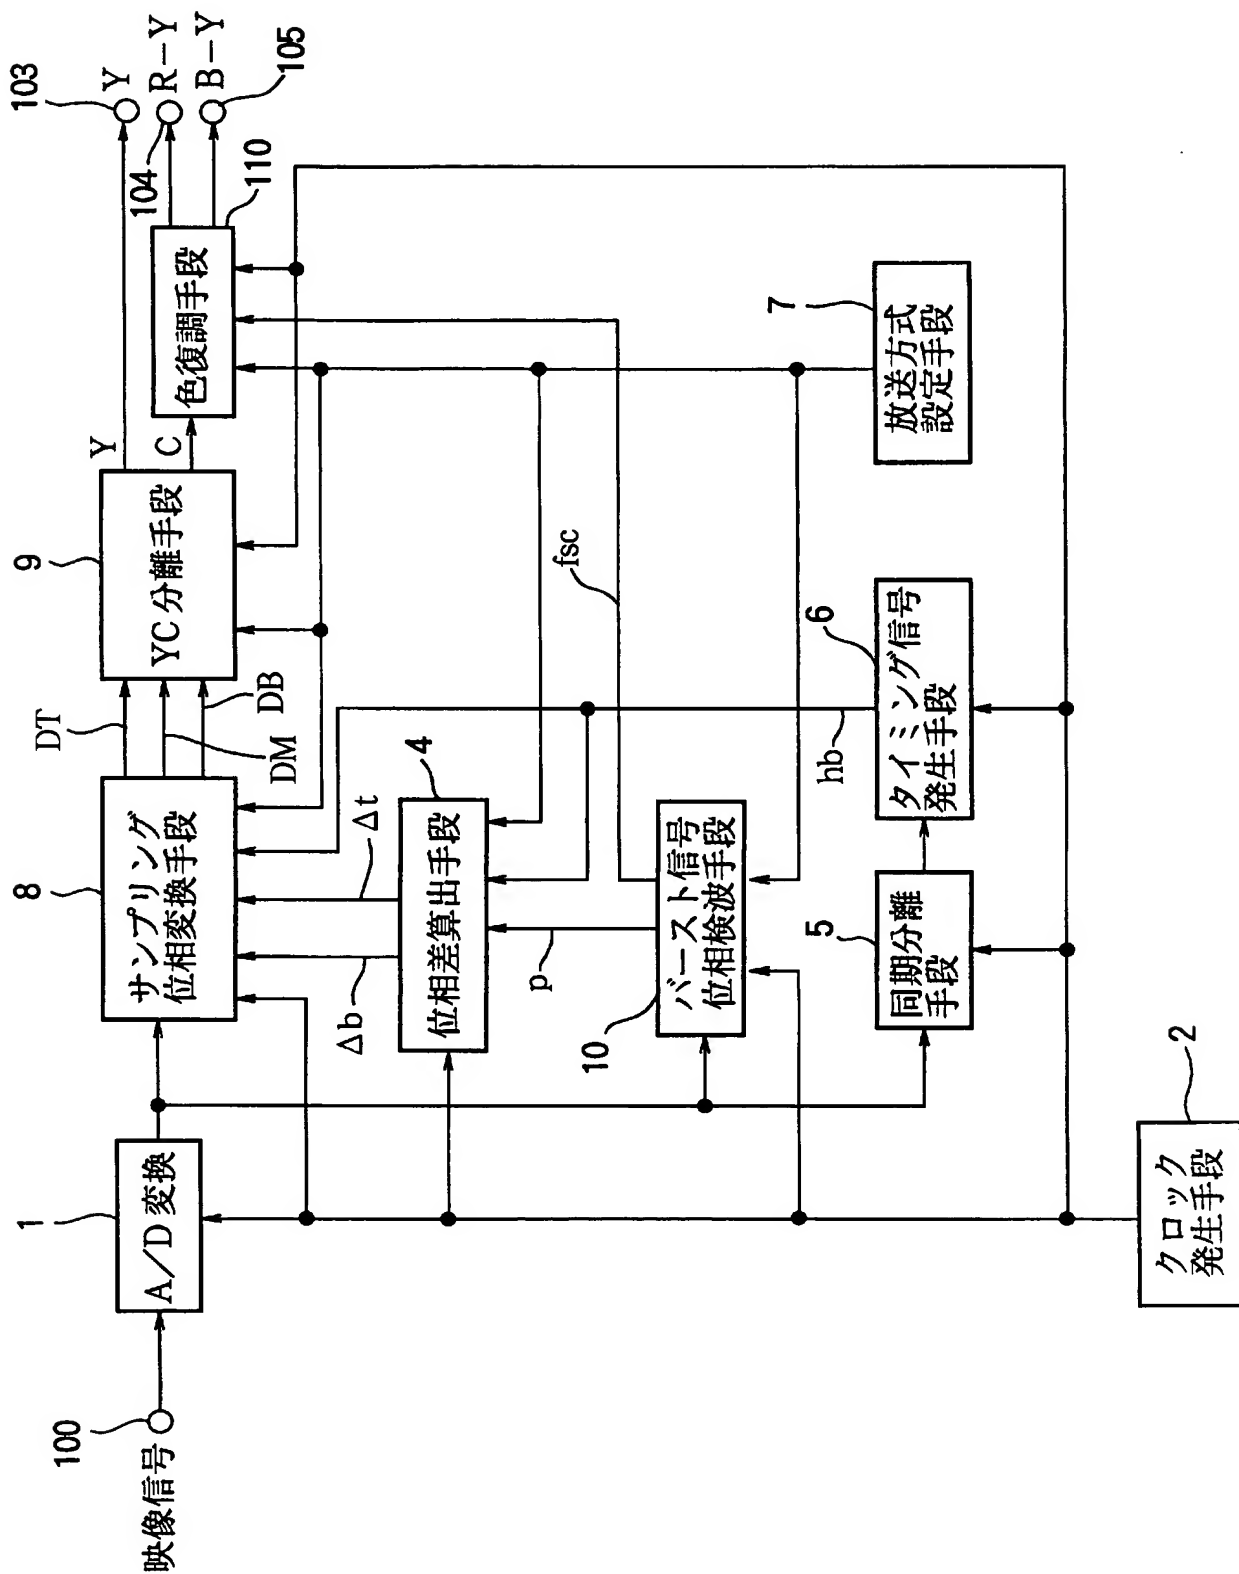 映像信号
100
1
A/D変換
8
サンプリング
位相変換手段
DT
DM
DB
9
YC分離手段
Y
C
色復調手段
110
103
Y
104
R-Y
B-Y
105
Δb
Δt
4
位相差算出手段
p
fsc
10
バースト信号
位相検波手段
hb
5
同期分離
手段
6
タイミング信号
発生手段
7
放送方式
設定手段
2
クロック
発生手段